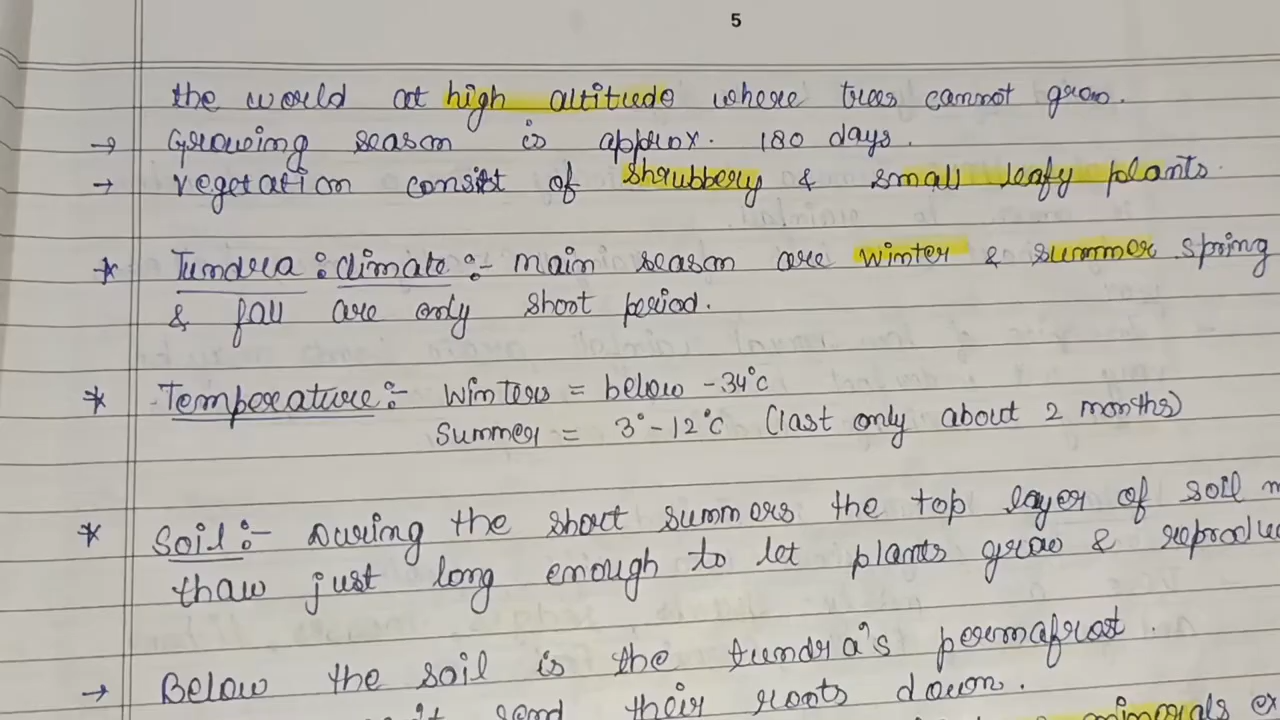 5
the world at high altitude where trees cannot grow.
→ Growing season is approx. 180 days.
→ vegetation consist of shrubbery & small leafy plants.
* Tundra :climate :- main season are winter & summer spring
& fall are only short period.
* Temperature :- Winters = below -34°c
Summer = 3°-12°c (last only about 2 months)
* Soil :- During the short summers the top layer of soil m
thaw just long enough to let plants grow & reproduc
→ Below the soil is the tundra's permafrost.
send their roots down.
minerals ex